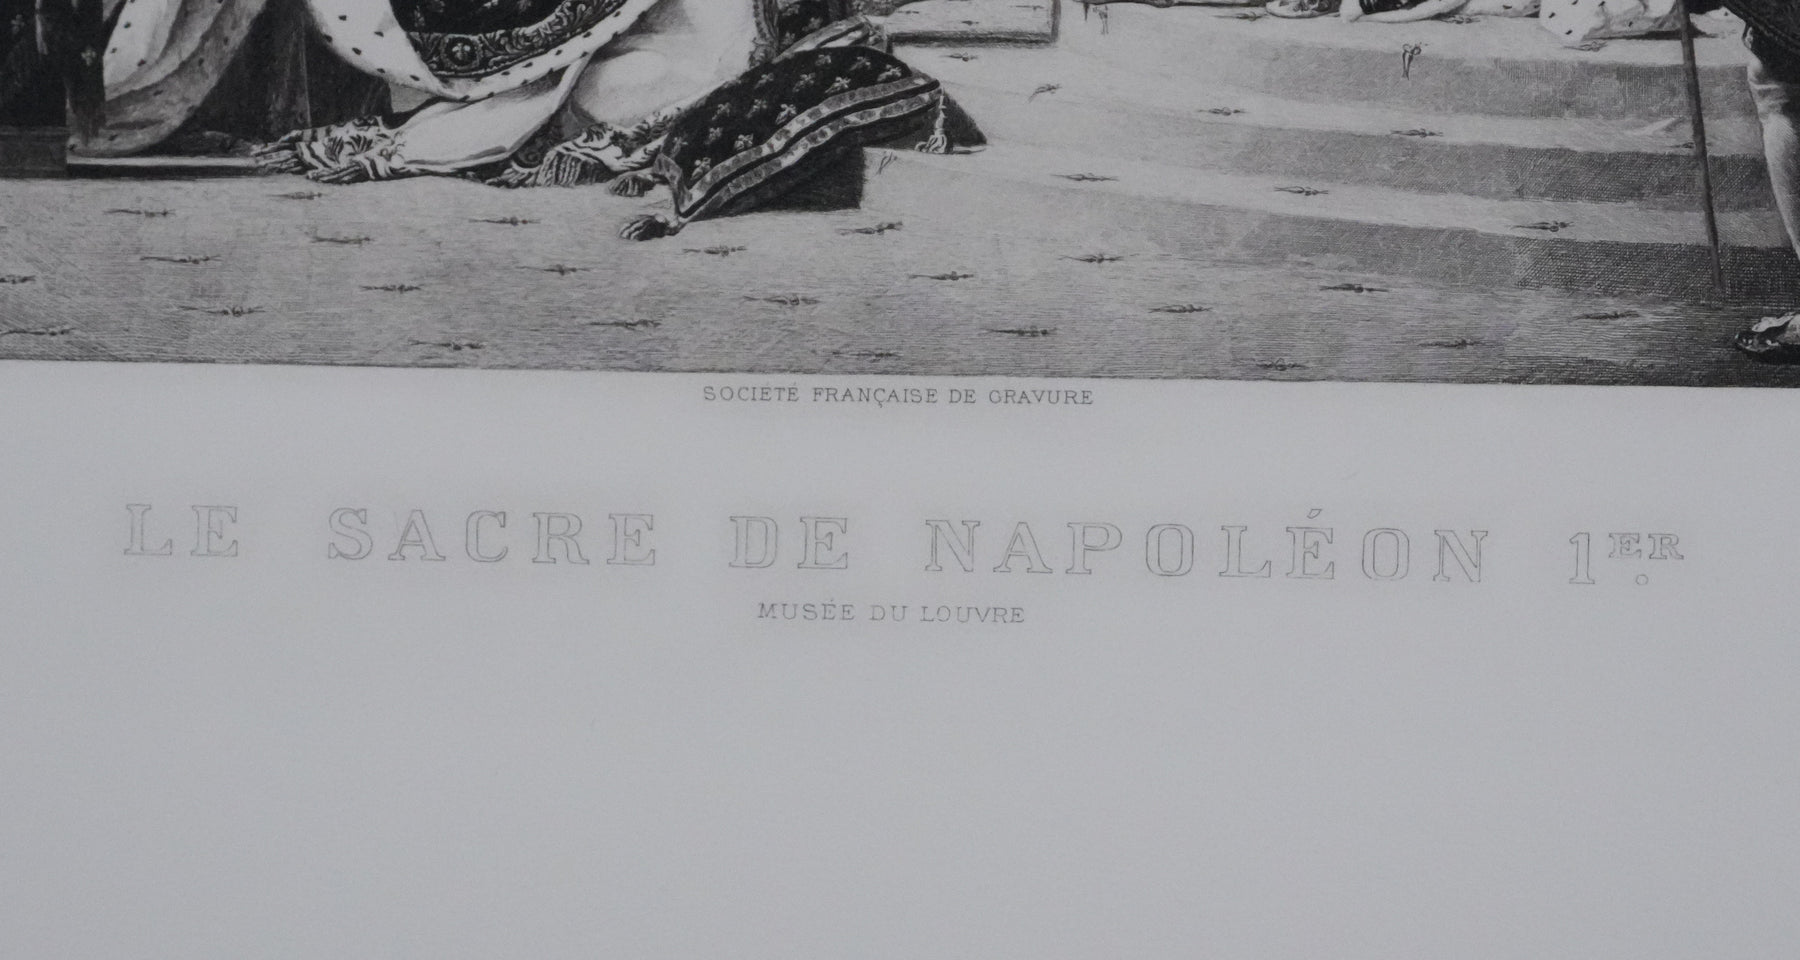 SOCIÉTÉ FRANÇAISE DE GRAVURE
LE SACRE DE NAPOLÉON 1ER.
MUSÉE DU LOUVRE